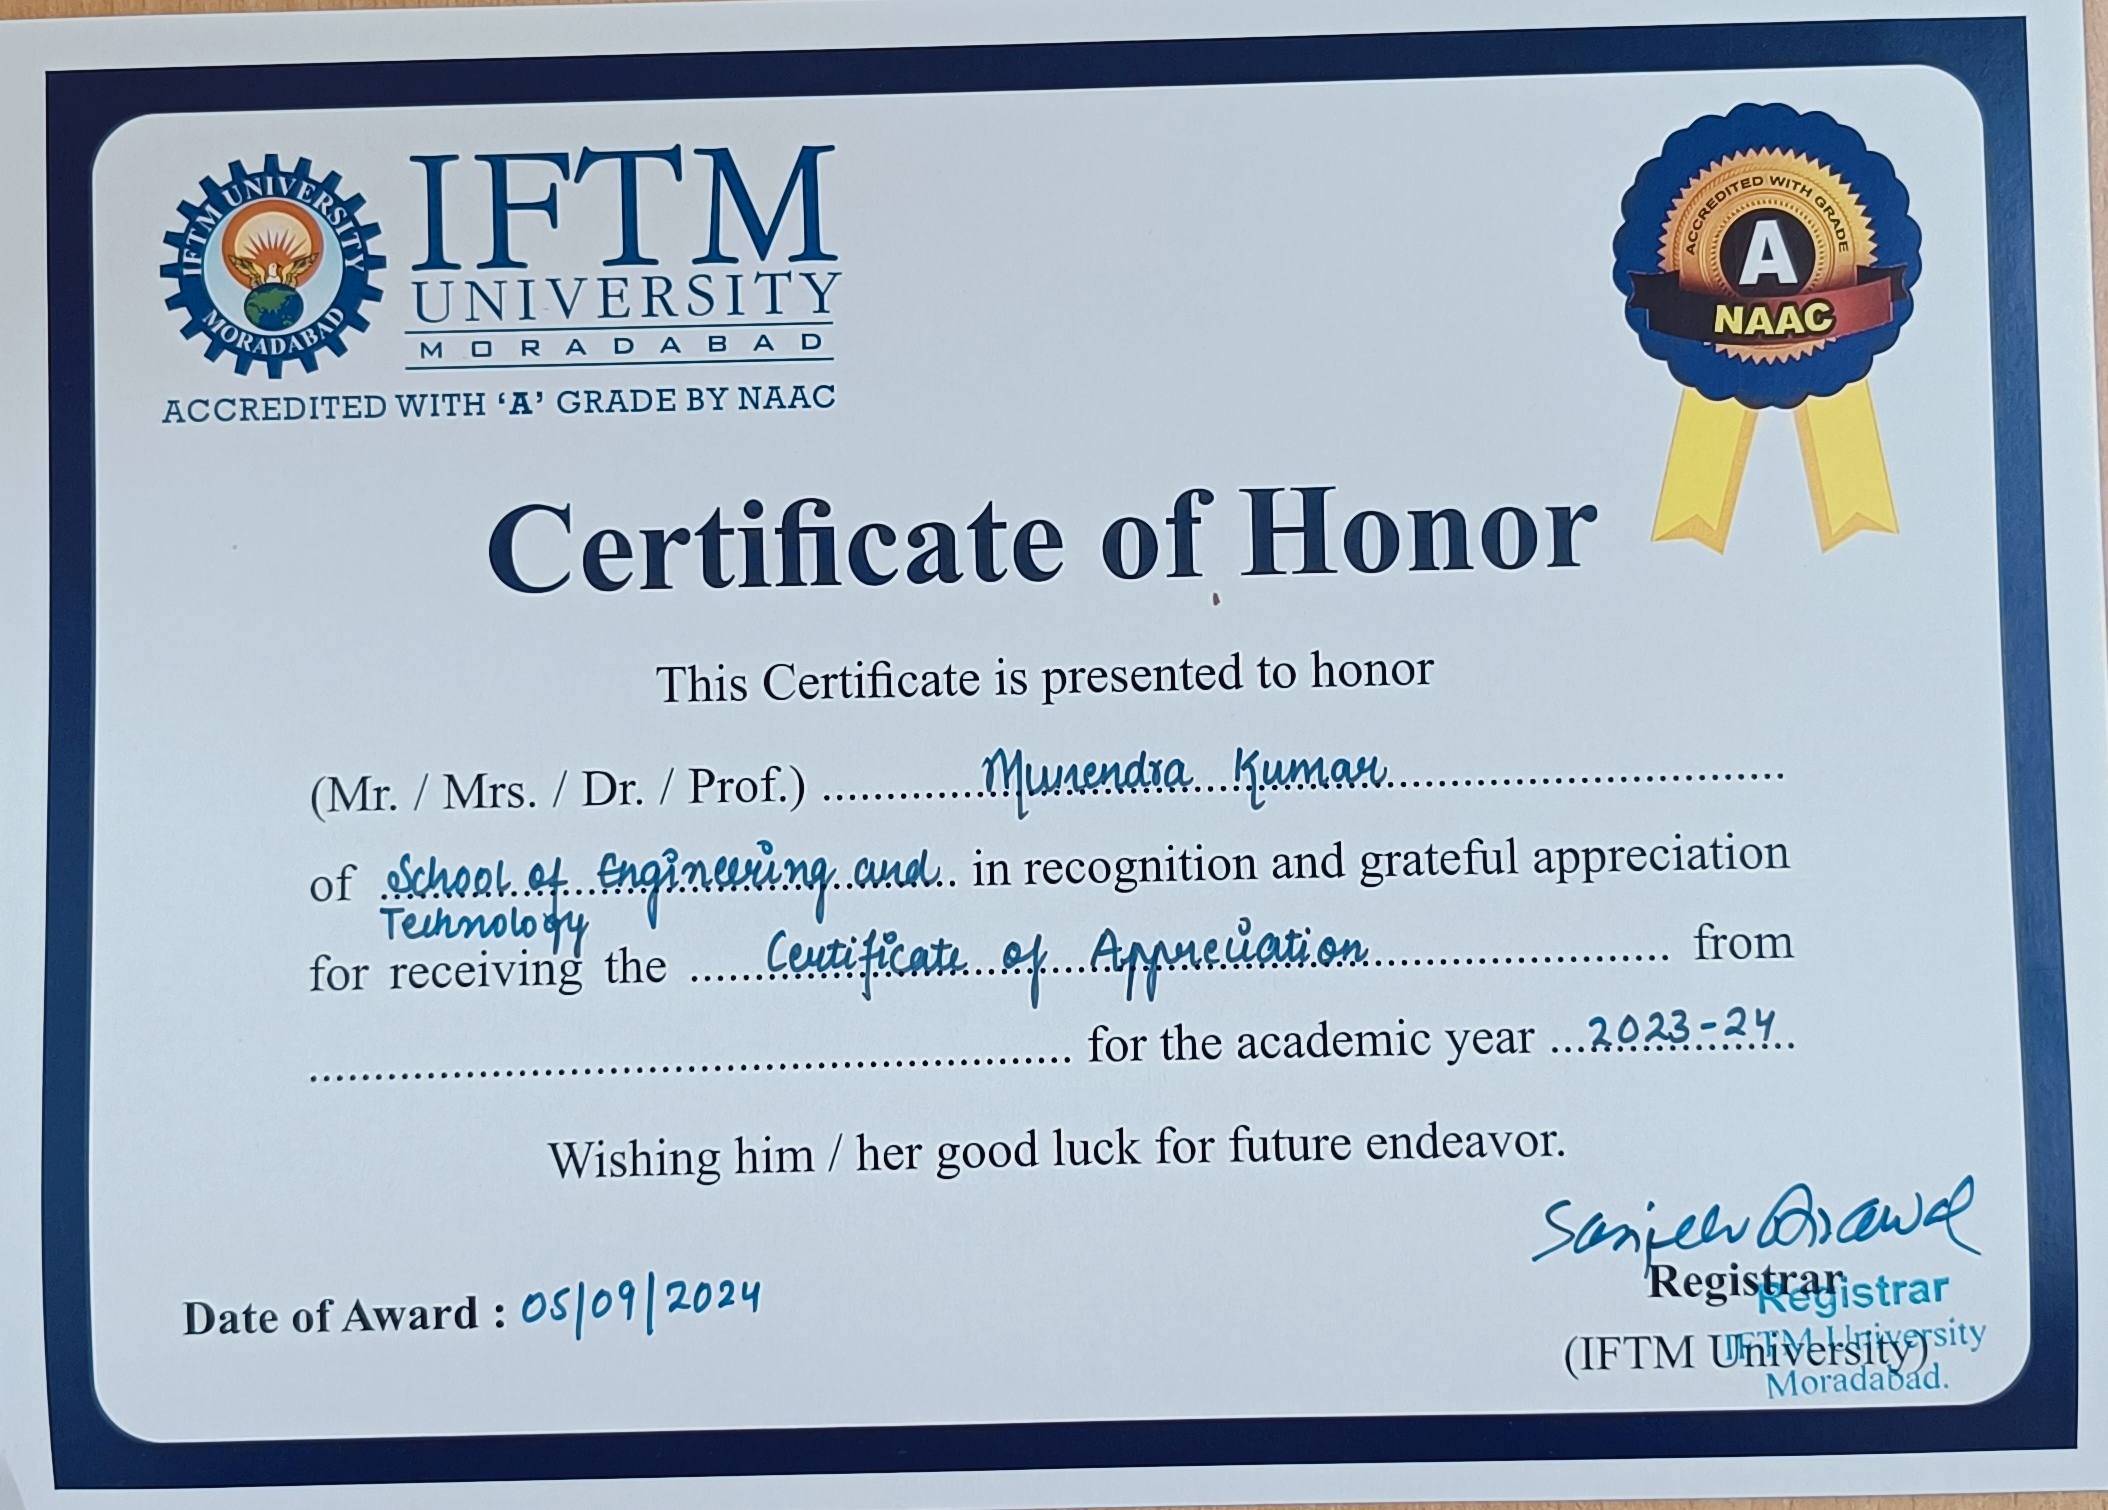 IFTM UNIVERSITY
MORADABAD
IFTM
UNIVERSITY
MORADABAD
ACCREDITED WITH ‘A’ GRADE BY NAAC
ACCREDITED WITH GRADE
A
NAAC
Certificate of Honor
This Certificate is presented to honor
(Mr. / Mrs. / Dr. / Prof.) Munendra Kumar
of School of Engineering and in recognition and grateful appreciation
Technology
for receiving the Certificate of Appreciation from
for the academic year 2023-24
Wishing him / her good luck for future endeavor.
Sanjeev Agrawal
Date of Award : 05/09/2024
Registrar
Registrar
(IFTM University)
IFTM University
Moradabad.